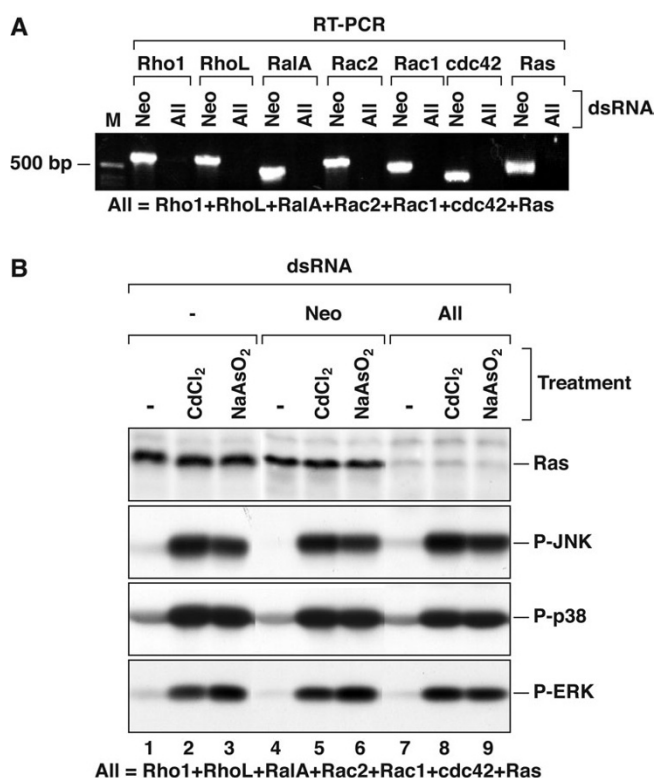 A
RT-PCR
Rho1 RhoL RalA Rac2 Rac1 cdc42 Ras
M Neo All Neo All Neo All Neo All Neo All Neo All Neo All dsRNA
500 bp
All = Rho1+RhoL+RalA+Rac2+Rac1+cdc42+Ras
B
dsRNA
- Neo All
- CdCl₂ NaAsO₂ - CdCl₂ NaAsO₂ - CdCl₂ NaAsO₂ Treatment
Ras
P-JNK
P-p38
P-ERK
1 2 3 4 5 6 7 8 9
All = Rho1+RhoL+RalA+Rac2+Rac1+cdc42+Ras